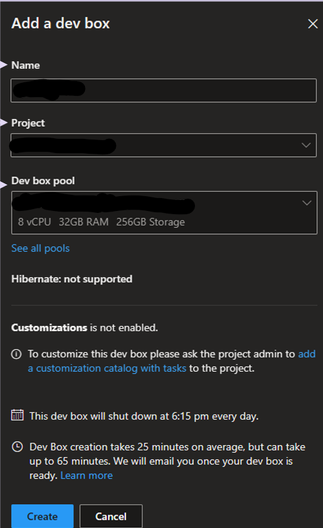 Add a dev box
Name
Project
Dev box pool
8 vCPU 32GB RAM 256GB Storage
See all pools
Hibernate: not supported
Customizations is not enabled.
To customize this dev box please ask the project admin to add
a customization catalog with tasks to the project.
This dev box will shut down at 6:15 pm every day.
Dev Box creation takes 25 minutes on average, but can take
up to 65 minutes. We will email you once your dev box is
ready. Learn more
Create Cancel